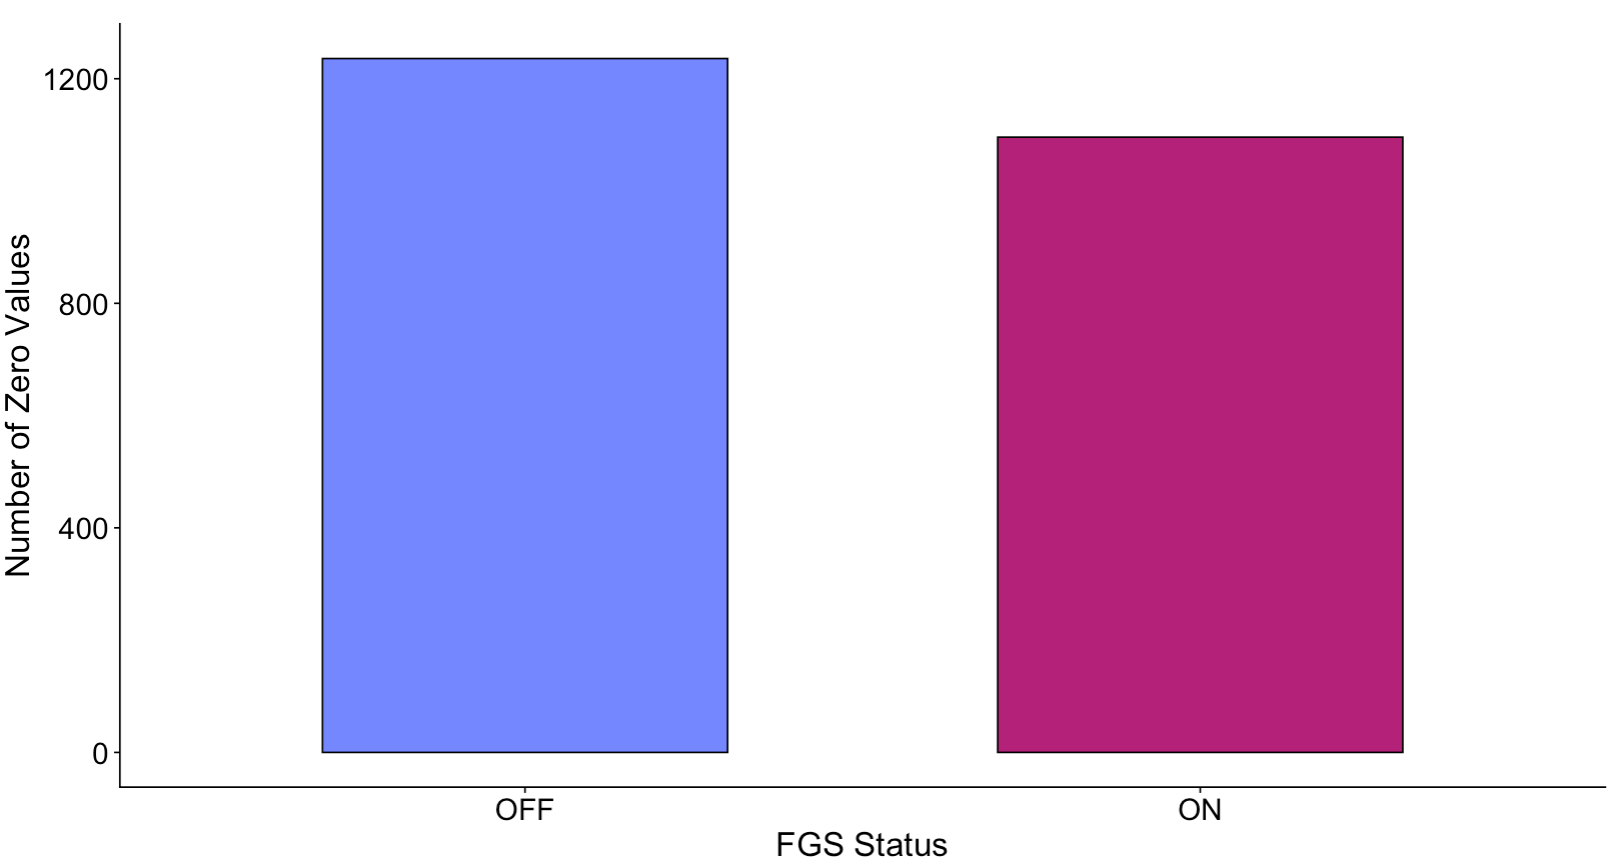 Number of Zero Values
1200
800
400
0
OFF
ON
FGS Status